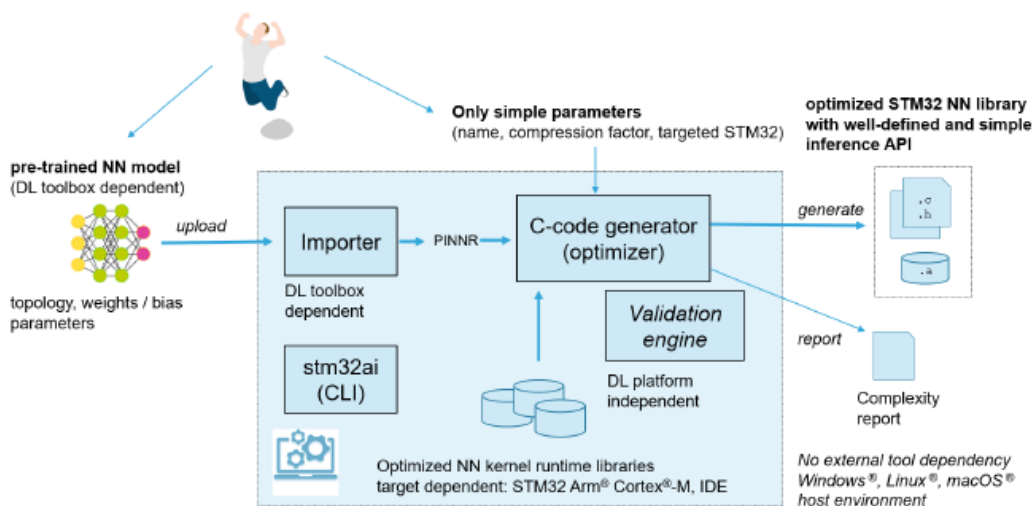 Only simple parameters
(name, compression factor, targeted STM32)
optimized STM32 NN library
with well-defined and simple
inference API
pre-trained NN model
(DL toolbox dependent)
upload
topology, weights / bias
parameters
Importer
DL toolbox
dependent
PINNR
C-code generator
(optimizer)
Validation
engine
DL platform
independent
stm32ai
(CLI)
Optimized NN kernel runtime libraries
target dependent: STM32 Arm® Cortex®-M, IDE
generate
.c
.h
.a
report
Complexity
report
No external tool dependency
Windows®, Linux®, macOS®
host environment